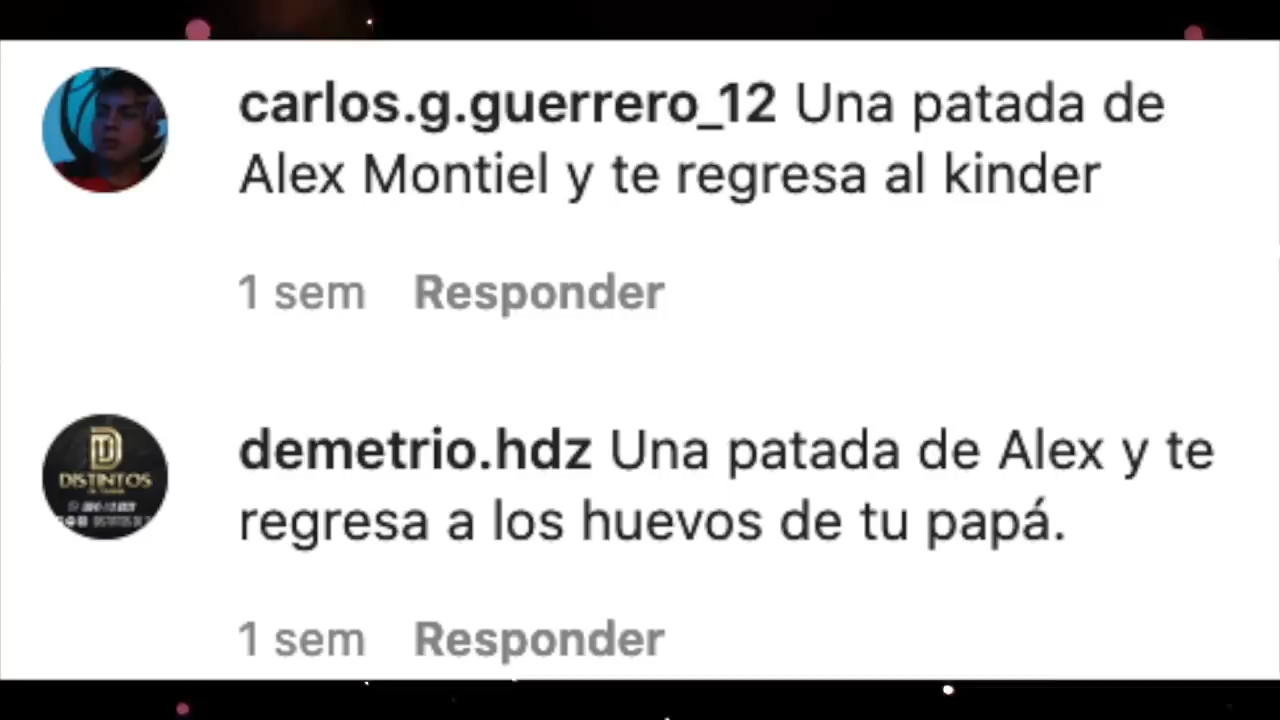 carlos.g.guerrero_12 Una patada de
Alex Montiel y te regresa al kinder
1 sem Responder
DISTINTOS
demetrio.hdz Una patada de Alex y te
regresa a los huevos de tu papá.
1 sem Responder